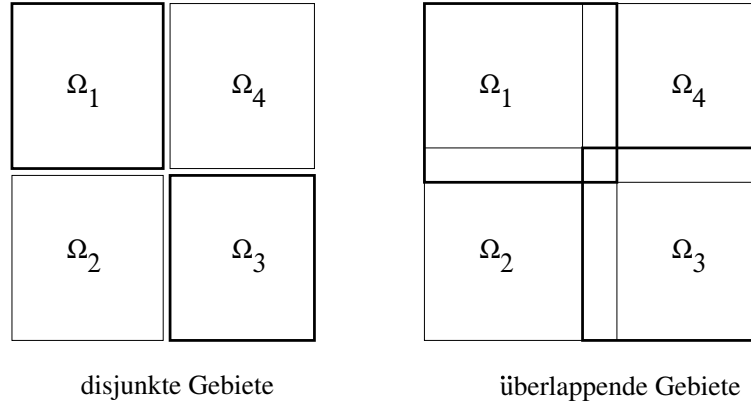 Ω1 Ω4 Ω1 Ω4
Ω2 Ω3 Ω2 Ω3
disjunkte Gebiete überlappende Gebiete